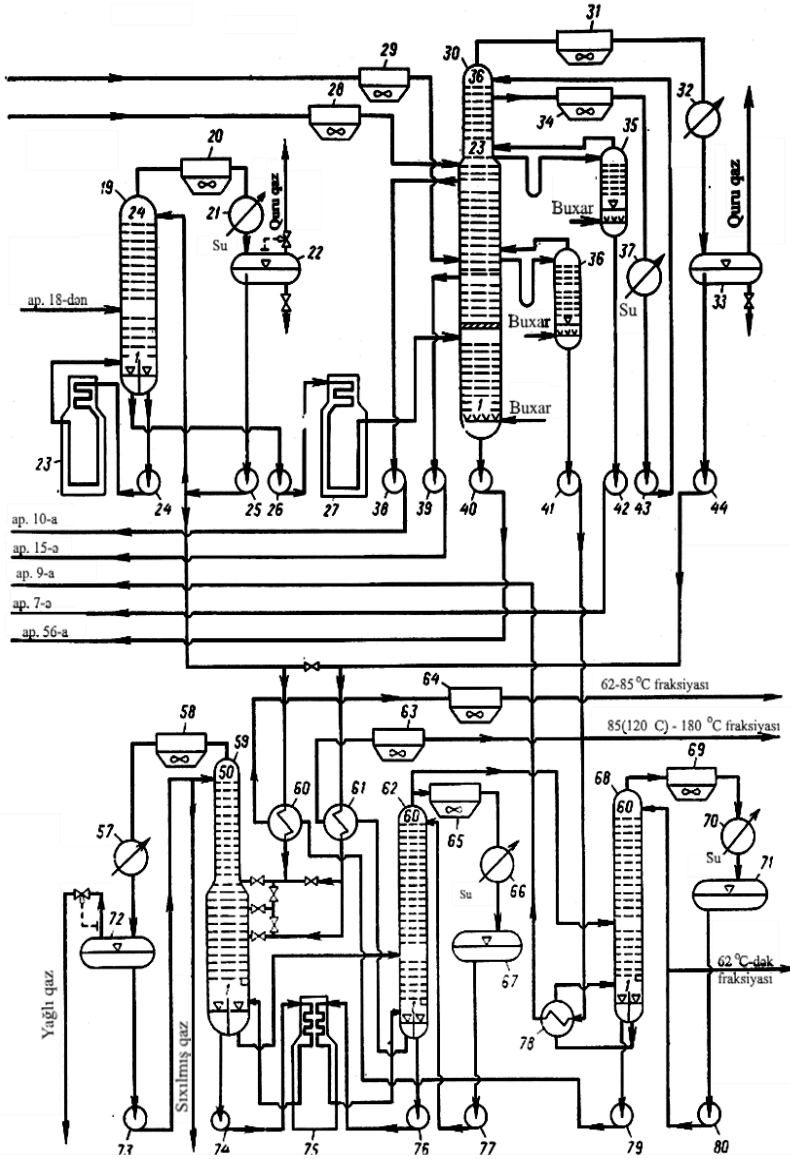 31
29
30
36
28
32
34
35
20
23
19
24
21
Quru qaz
Quru qaz
Su
22
Buxar
36
37
33
ap. 18-dən
Buxar
Su
1
1
Buxar
23
24
25
26
27
38
39
40
41
42
43
44
ap. 10-a
ap. 15-ə
ap. 9-a
ap. 7-ə
ap. 56-a
64
62-85 °C fraksiyası
58
59
63
85(120 C) - 180 °C fraksiyası
50
60
61
62
69
68
60
60
65
57
70
Su
66
Su
71
72
67
62 °C-dək
fraksiyası
1
1
1
78
Yağlı qaz
Sıxılmış qaz
73
74
75
76
77
79
80